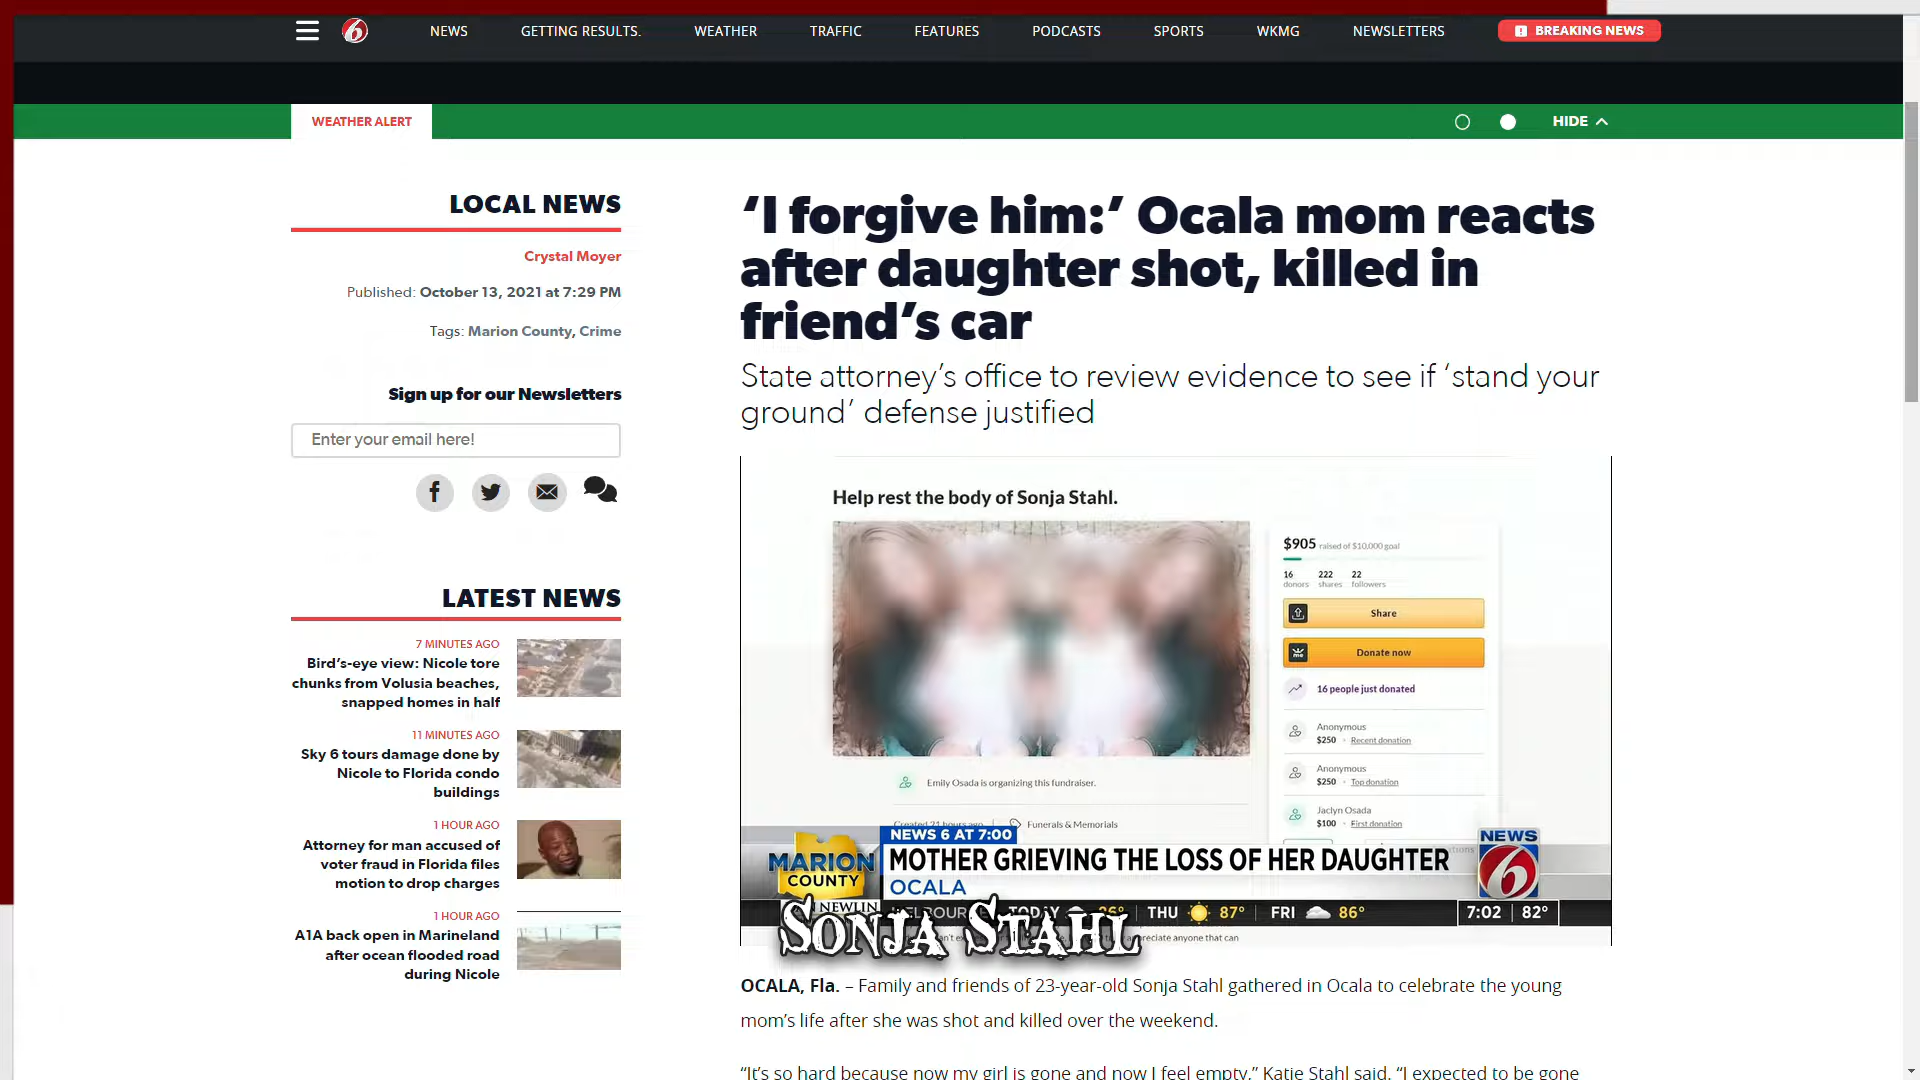 NEWS
GETTING RESULTS.
WEATHER
TRAFFIC
FEATURES
PODCASTS
SPORTS
WKMG
NEWSLETTERS
BREAKING NEWS
WEATHER ALERT
HIDE
LOCAL NEWS
Crystal Moyer
Published: October 13, 2021 at 7:29 PM
Tags: Marion County, Crime
Sign up for our Newsletters
Enter your email here!
LATEST NEWS
7 MINUTES AGO
Bird’s-eye view: Nicole tore
chunks from Volusia beaches,
snapped homes in half
11 MINUTES AGO
Sky 6 tours damage done by
Nicole to Florida condo
buildings
1 HOUR AGO
Attorney for man accused of
voter fraud in Florida files
motion to drop charges
1 HOUR AGO
A1A back open in Marineland
after ocean flooded road
during Nicole
‘I forgive him:’ Ocala mom reacts
after daughter shot, killed in
friend’s car
State attorney’s office to review evidence to see if ‘stand your
ground’ defense justified
Help rest the body of Sonja Stahl.
$905 raised of $10,000 goal
16 donors
222 shares
22 followers
Share
Donate now
16 people just donated
Anonymous
$250 · Recent donation
Anonymous
$250 · Top donation
Jaclyn Osada
$100 · First donation
Emily Osada is organizing this fundraiser.
Created 21 hours ago
Funerals & Memorials
NEWS 6 AT 7:00
MARION COUNTY
MOTHER GRIEVING THE LOSS OF HER DAUGHTER
OCALA
NEWS 6
NEWLIN
TODAY
THU 87°
FRI 86°
7:02 82°
SONJA STAHL
preciate anyone that can
OCALA, Fla. – Family and friends of 23-year-old Sonja Stahl gathered in Ocala to celebrate the young
mom’s life after she was shot and killed over the weekend.
“It’s so hard because now my girl is gone and now I feel empty,” Katie Stahl said. “I expected to be gone